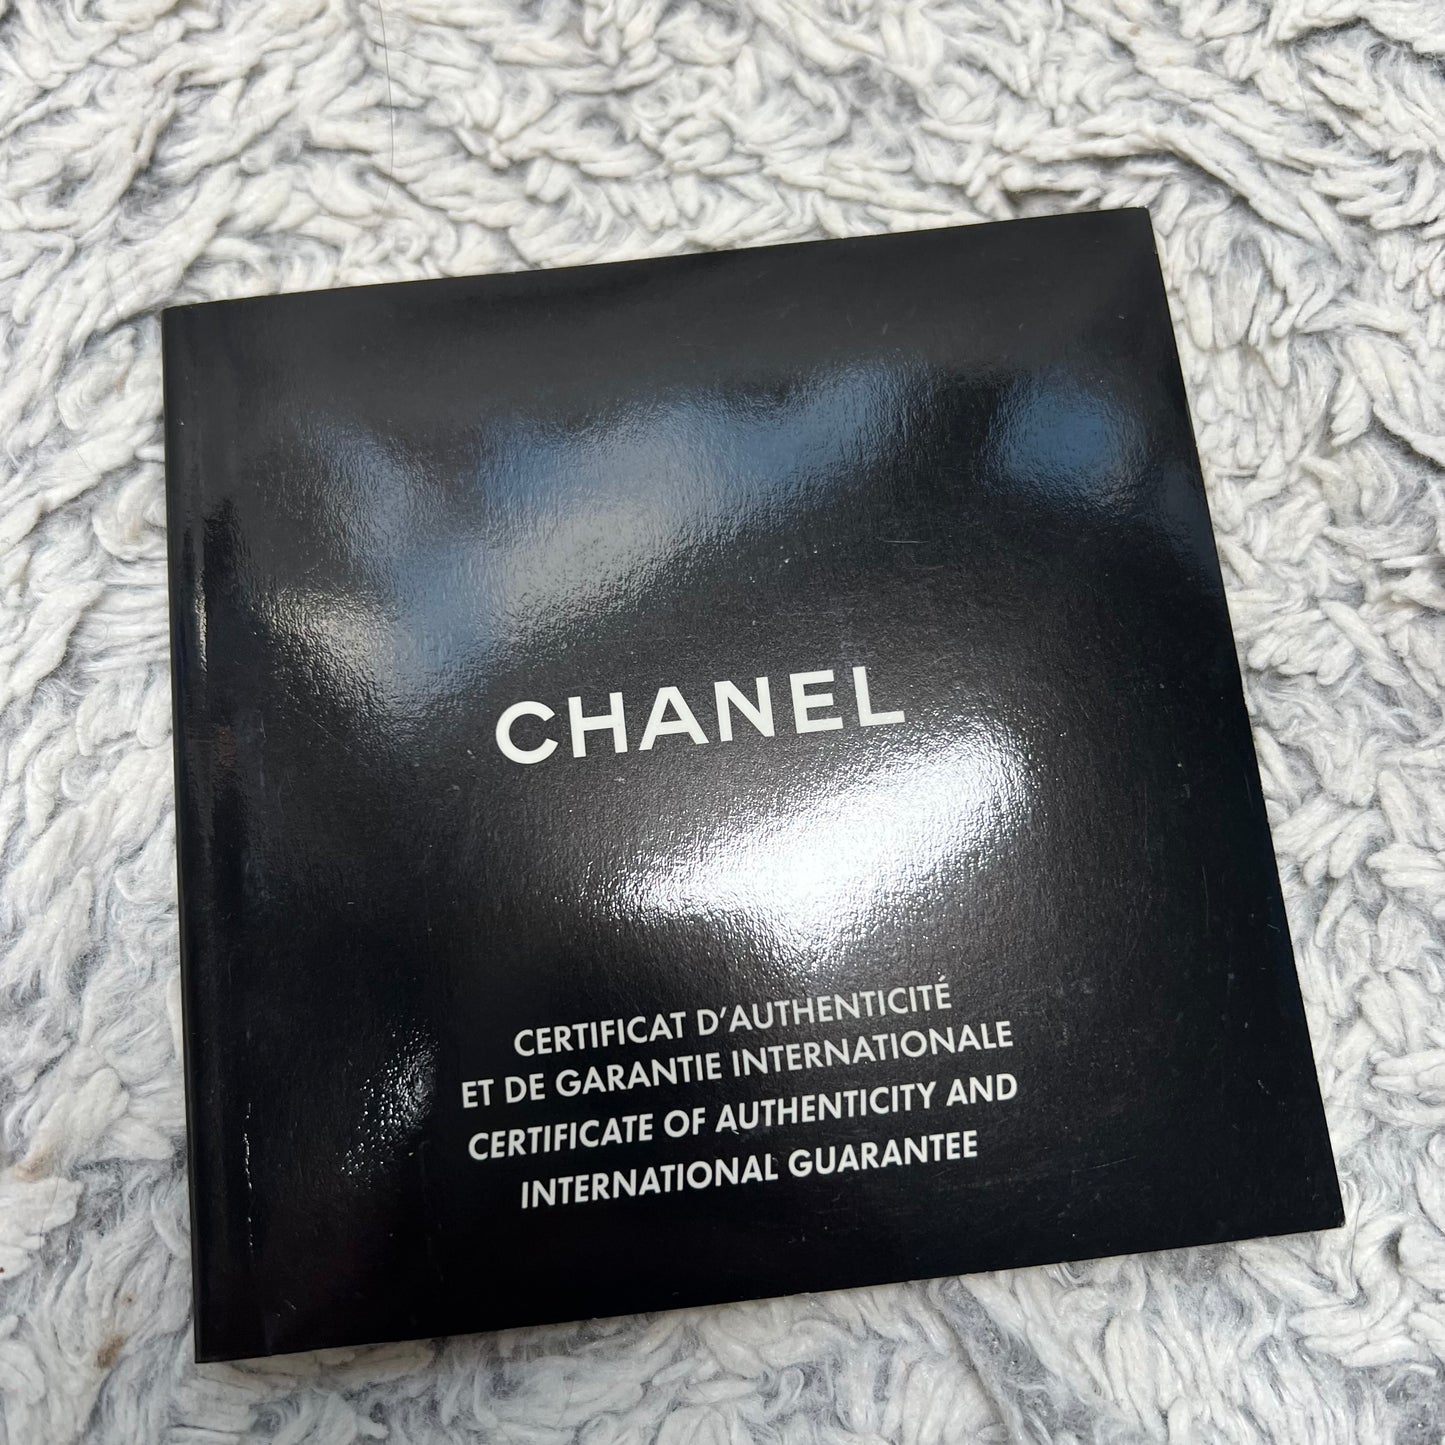 CHANEL
CERTIFICAT D'AUTHENTICITÉ
ET DE GARANTIE INTERNATIONALE
CERTIFICATE OF AUTHENTICITY AND
INTERNATIONAL GUARANTEE